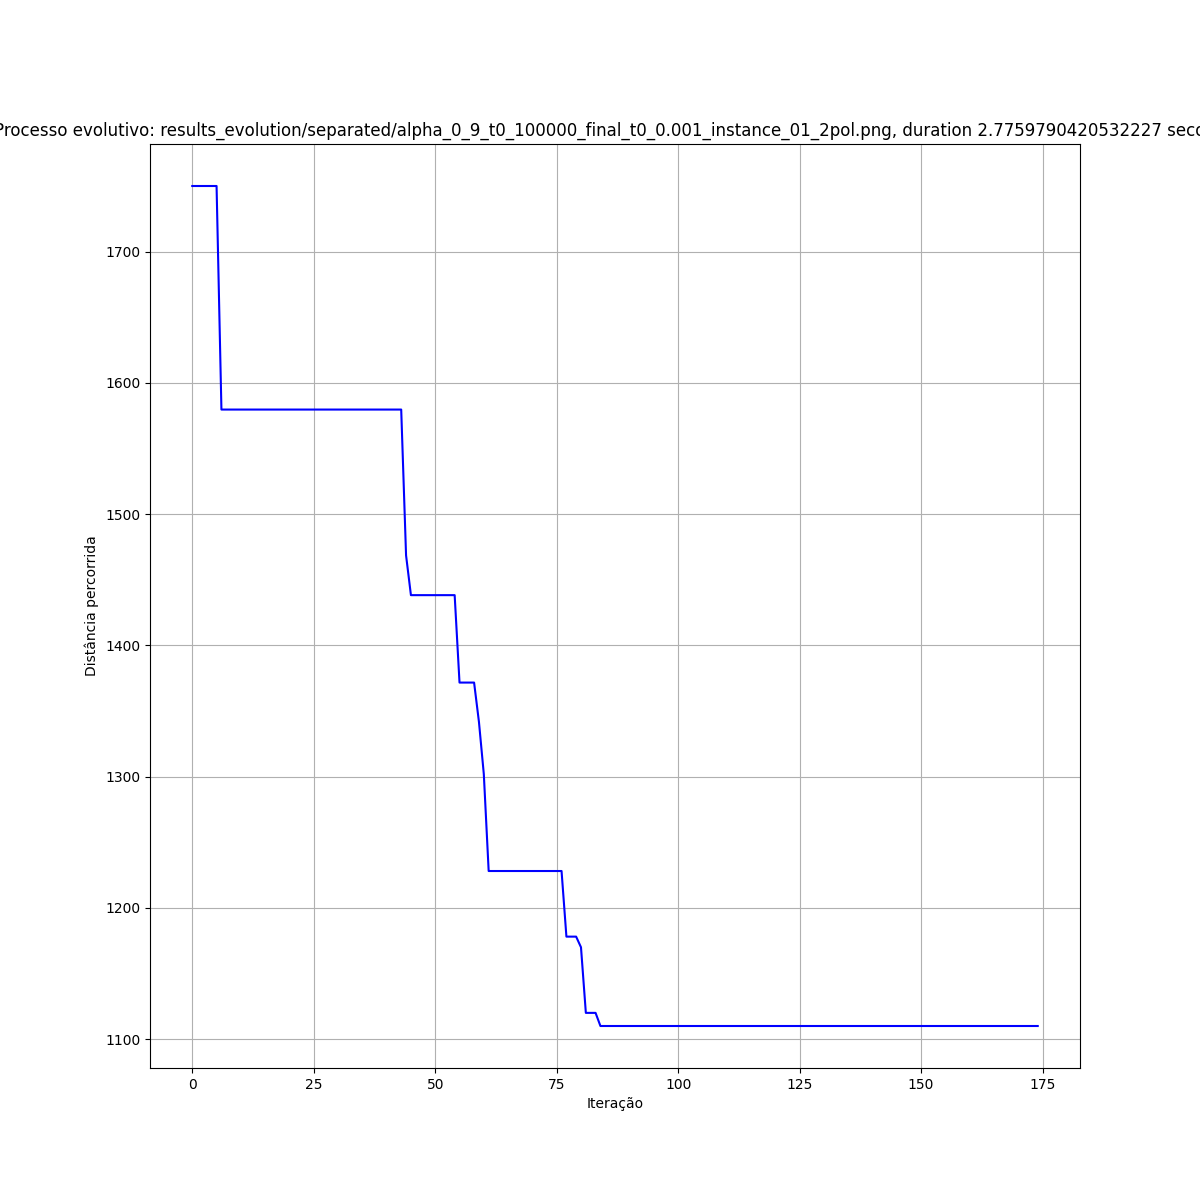 Processo evolutivo: results_evolution/separated/alpha_0_9_t0_100000_final_t0_0.001_instance_01_2pol.png, duration 2.7759790420532227
1700
1600
1500
1400
1300
1200
1100
Distância percorrida
0 25 50 75 100 125 150 175
Iteração